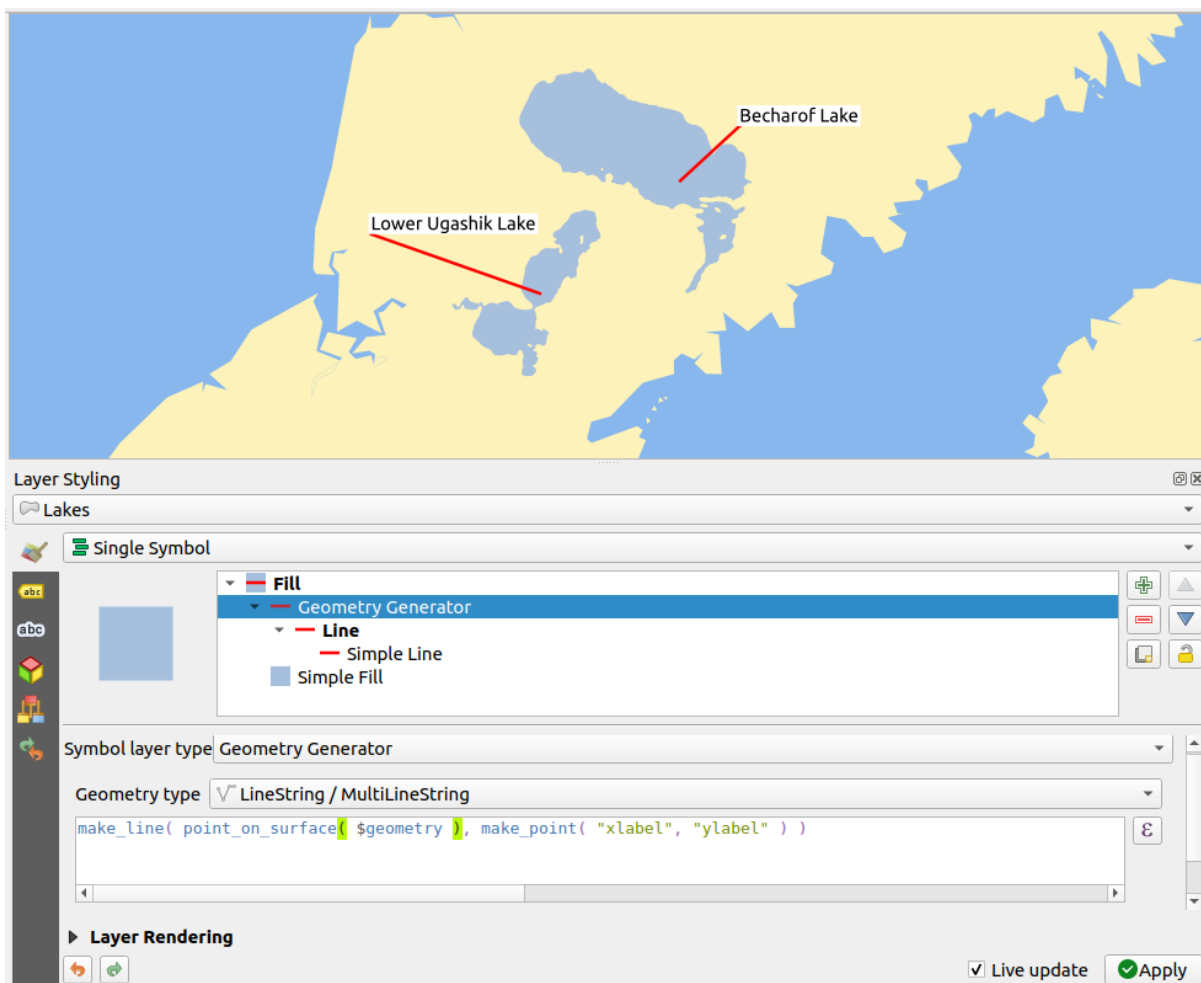 Becharof Lake
Lower Ugashik Lake
Layer Styling
Lakes
Single Symbol
abc
abc
Fill
Geometry Generator
Line
Simple Line
Simple Fill
Symbol layer type Geometry Generator
Geometry type LineString / MultiLineString
make_line( point_on_surface( $geometry ), make_point( "xlabel", "ylabel" ) )
ε
Layer Rendering
Live update
Apply